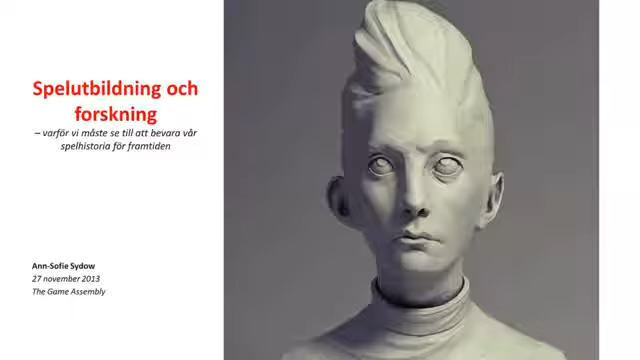 Spelutbildning och
forskning
– varför vi måste se till att bevara vår
spelhistoria för framtiden
Ann-Sofie Sydow
27 november 2013
The Game Assembly